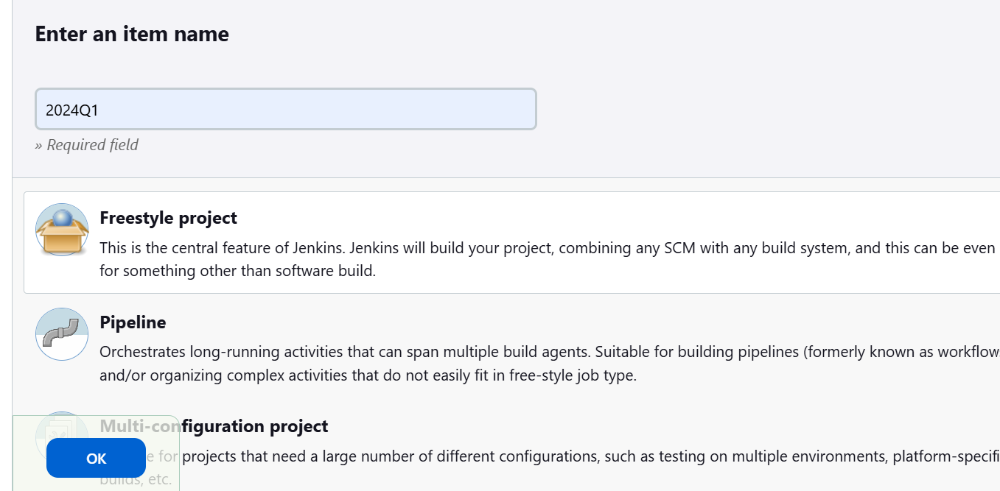 Enter an item name
2024Q1
» Required field
Freestyle project
This is the central feature of Jenkins. Jenkins will build your project, combining any SCM with any build system, and this can be even
for something other than software build.
Pipeline
Orchestrates long-running activities that can span multiple build agents. Suitable for building pipelines (formerly known as workflow
and/or organizing complex activities that do not easily fit in free-style job type.
Multi-configuration project
for projects that need a large number of different configurations, such as testing on multiple environments, platform-specifi
OK
builds, etc.